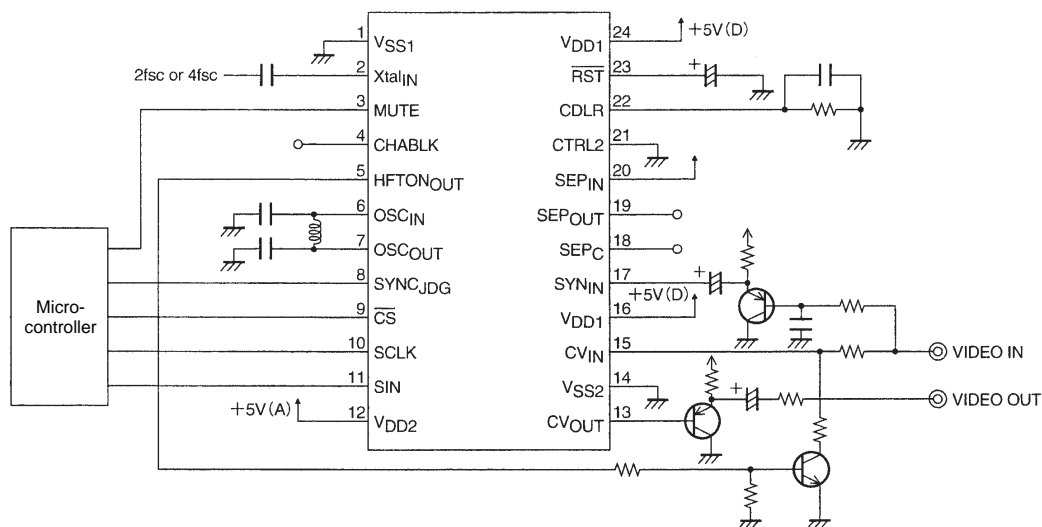 1 VSS1
2fsc or 4fsc 2 XtalIN
3 MUTE
4 CHABLK
5 HFTONOUT
6 OSCIN
7 OSCOUT
8 SYNCJDG
9 CS
10 SCLK
11 SIN
+5V(A) 12 VDD2
Micro-
controller
VDD1 24 +5V(D)
RST 23 +
CDLR 22
CTRL2 21
SEPIN 20
SEPOUT 19
SEPC 18
SYNIN 17 +
VDD1 16 +5V(D)
CVIN 15 VIDEO IN
VSS2 14
CVOUT 13 + VIDEO OUT